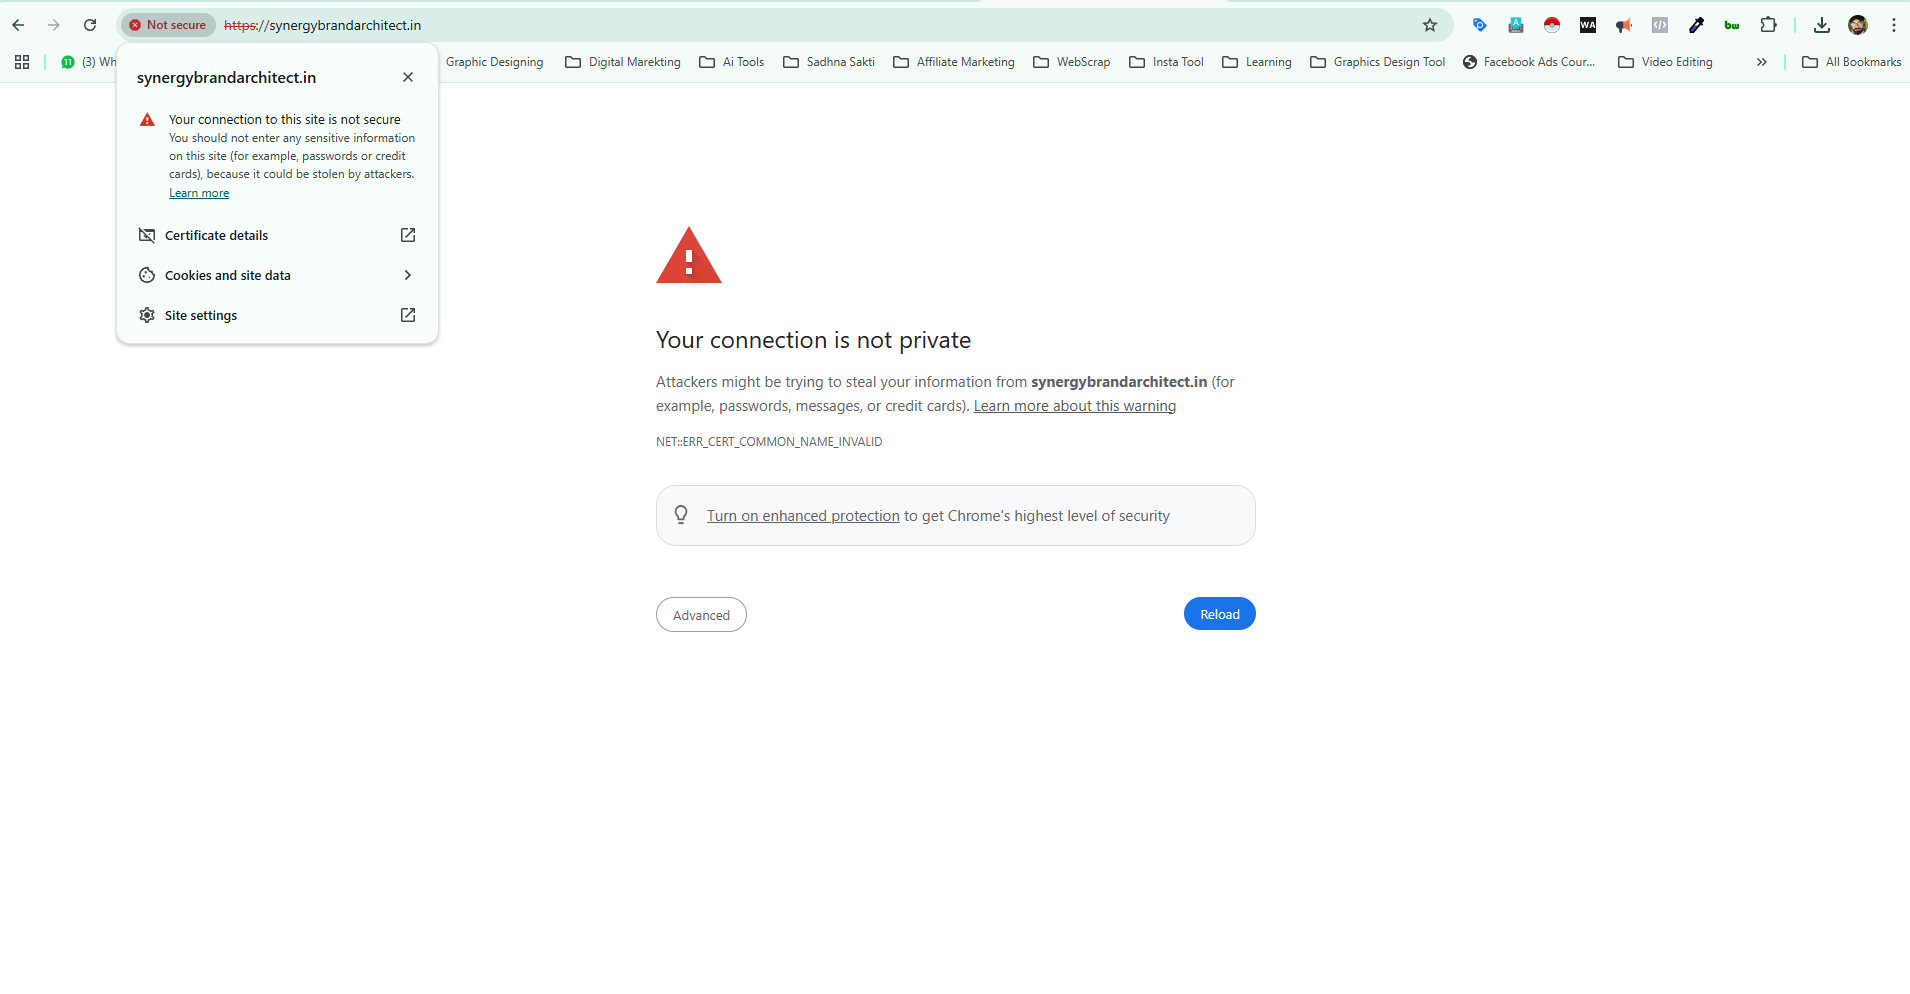 Not secure https://synergybrandarchitect.in
(3) Wh
Graphic Designing Digital Marekting Ai Tools Sadhna Sakti Affiliate Marketing WebScrap Insta Tool Learning Graphics Design Tool Facebook Ads Cour... Video Editing » All Bookmarks
synergybrandarchitect.in
Your connection to this site is not secure
You should not enter any sensitive information
on this site (for example, passwords or credit
cards), because it could be stolen by attackers.
Learn more
Certificate details
Cookies and site data
Site settings
Your connection is not private
Attackers might be trying to steal your information from synergybrandarchitect.in (for
example, passwords, messages, or credit cards). Learn more about this warning
NET::ERR_CERT_COMMON_NAME_INVALID
Turn on enhanced protection to get Chrome's highest level of security
Advanced
Reload
WA
bw